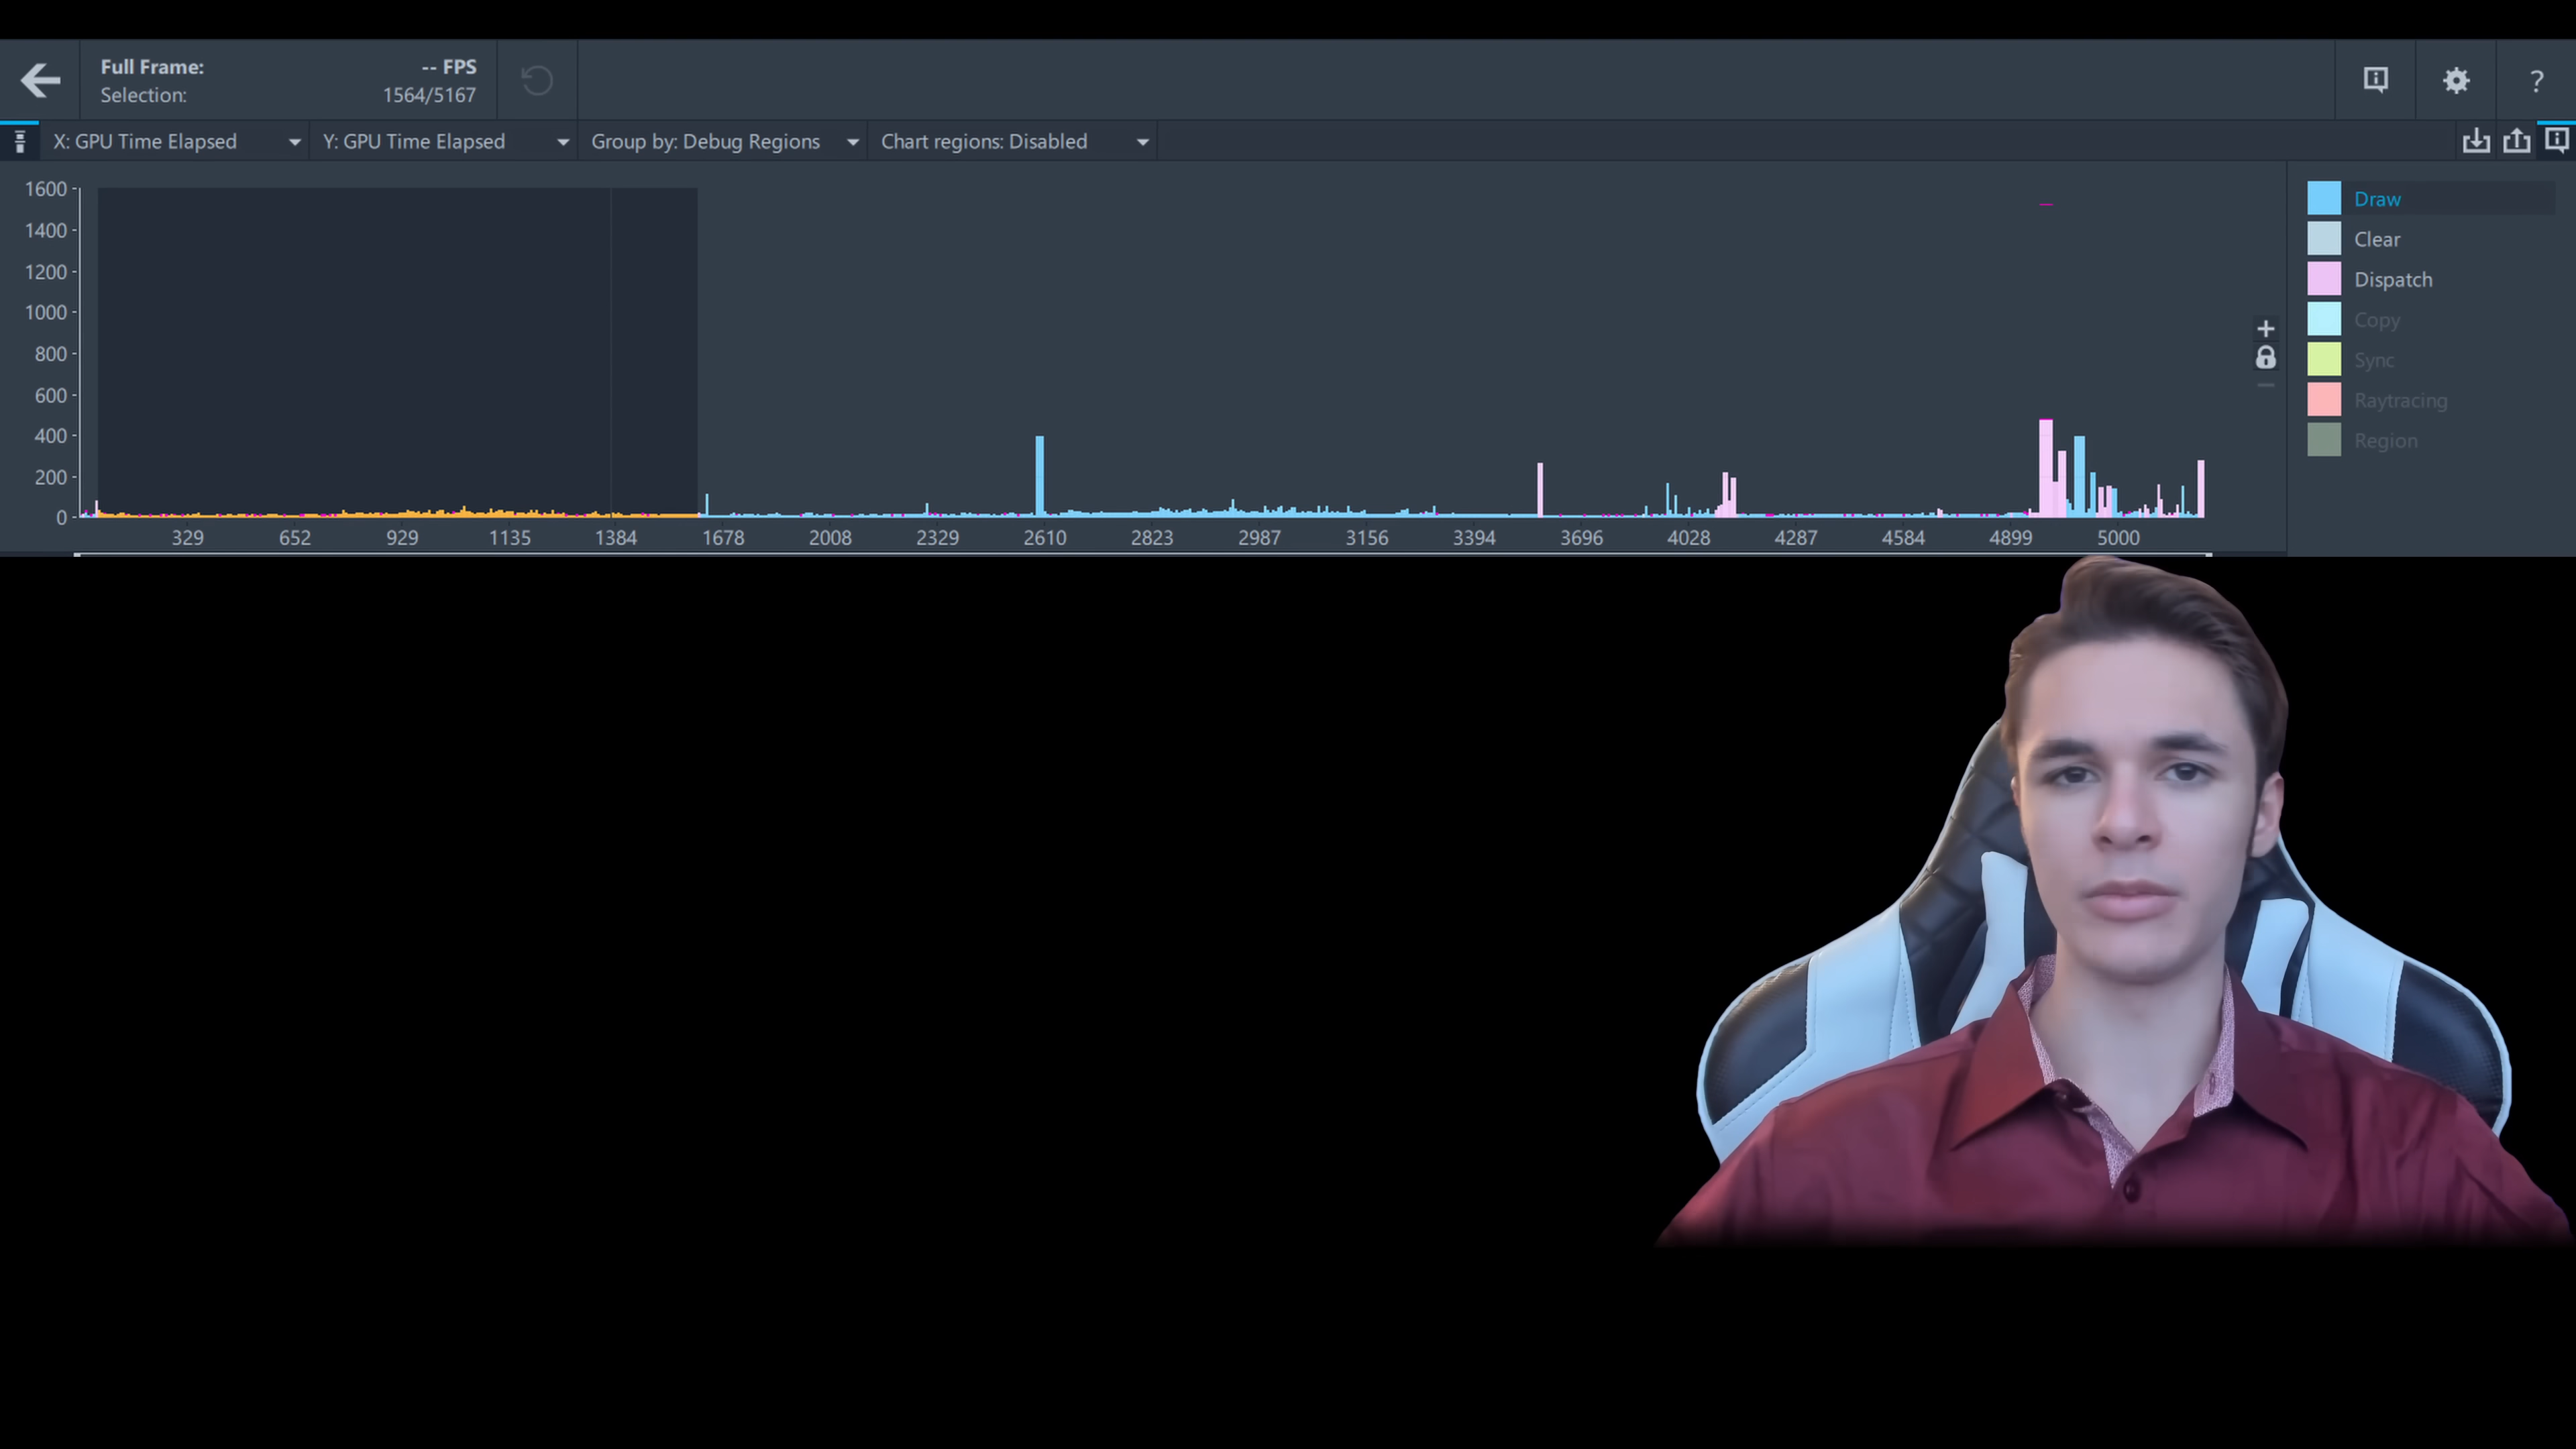 Full Frame: -- FPS
Selection: 1564/5167
?
X: GPU Time Elapsed
Y: GPU Time Elapsed
Group by: Debug Regions
Chart regions: Disabled
1600
1400
1200
1000
800
600
400
200
0
329 652 929 1135 1384 1678 2008 2329 2610 2823 2987 3156 3394 3696 4028 4287 4584 4899 5000
Draw
Clear
Dispatch
Copy
Sync
Raytracing
Region